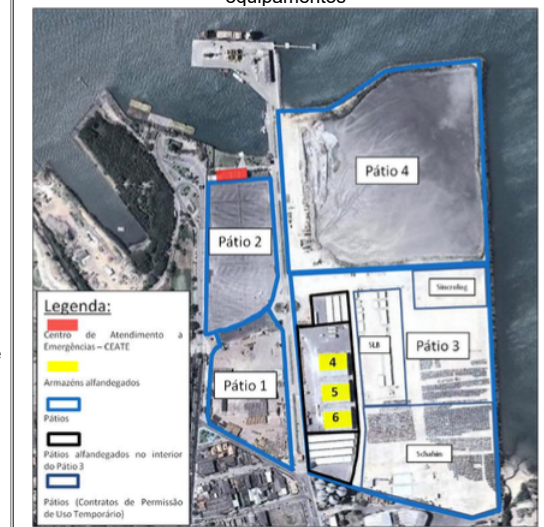 equipamentos
Pátio 4
Pátio 2
Sincrolog
SLB
Pátio 3
4
5
6
Pátio 1
Schahin
Legenda:
Centro de Atendimento a
Emergências – CEATE
Armazéns alfandegados
Pátios
Pátios alfandegados no interior
do Pátio 3
Pátios (Contratos de Permissão
de Uso Temporário)